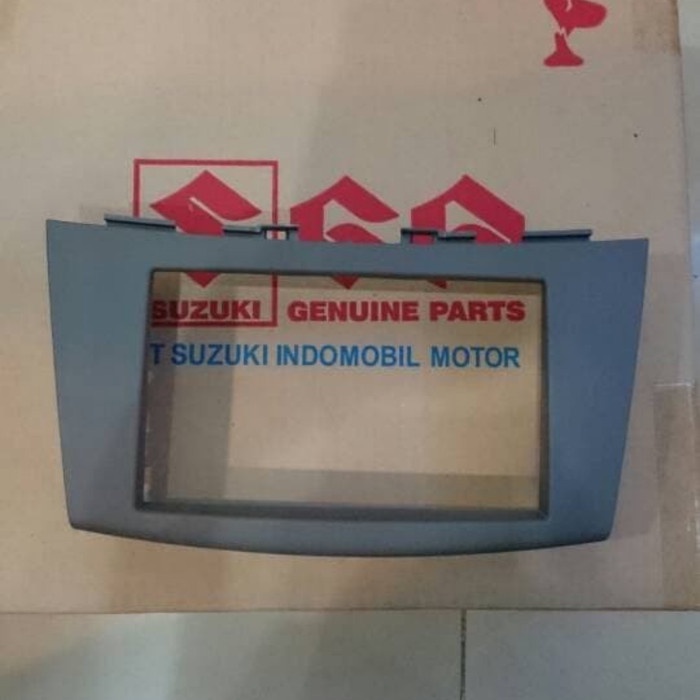 SUZUKI GENUINE PARTS
T SUZUKI INDOMOBIL MOTOR